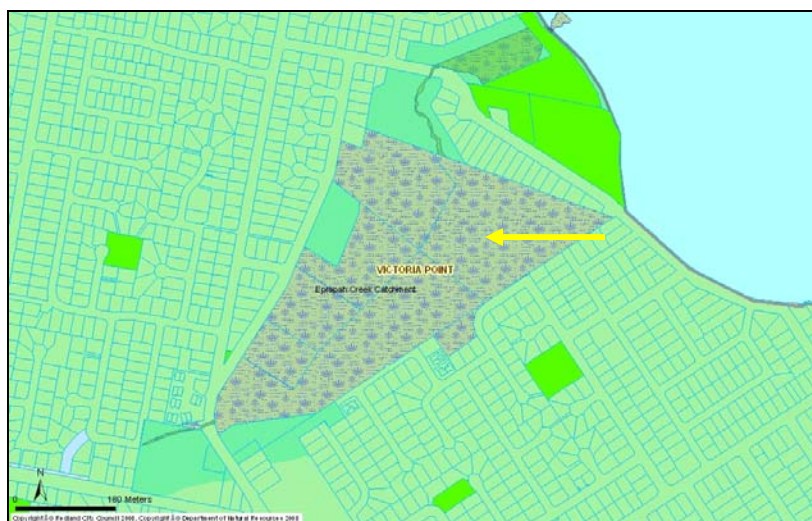 VICTORIA POINT
Eprapah Creek Catchment
N
0 180 Meters
Copyright Â© Redland City Council 2008, Copyright Â© Department of Natural Resources 2008